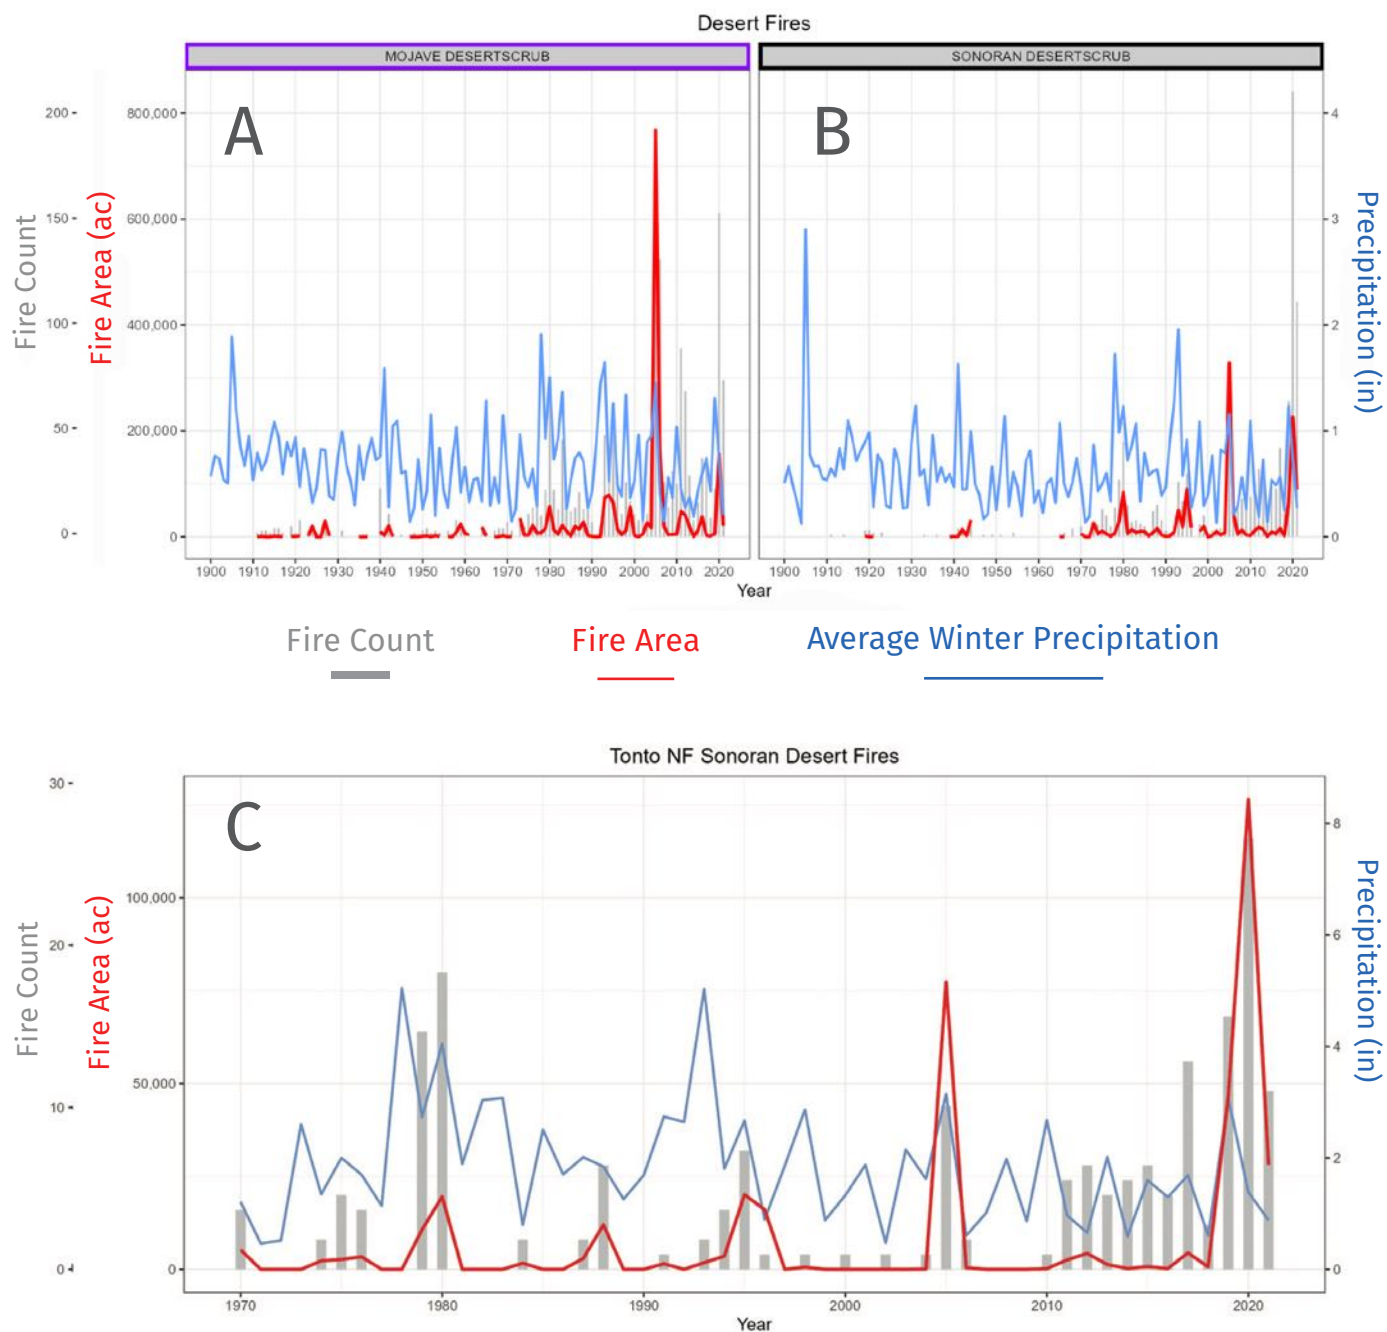 Desert Fires
MOJAVE DESERTSCRUB
SONORAN DESERTSCRUB
A
B
Fire Count
200
150
100
50
0
Fire Area (ac)
800,000
600,000
400,000
200,000
0
Precipitation (in)
4
3
2
1
0
1900 1910 1920 1930 1940 1950 1960 1970 1980 1990 2000 2010 2020
1900 1910 1920 1930 1940 1950 1960 1970 1980 1990 2000 2010 2020
Year
Fire Count
Fire Area
Average Winter Precipitation
Tonto NF Sonoran Desert Fires
C
Fire Count
30
20
10
0
Fire Area (ac)
100,000
50,000
0
Precipitation (in)
8
6
4
2
0
1970 1980 1990 2000 2010 2020
Year